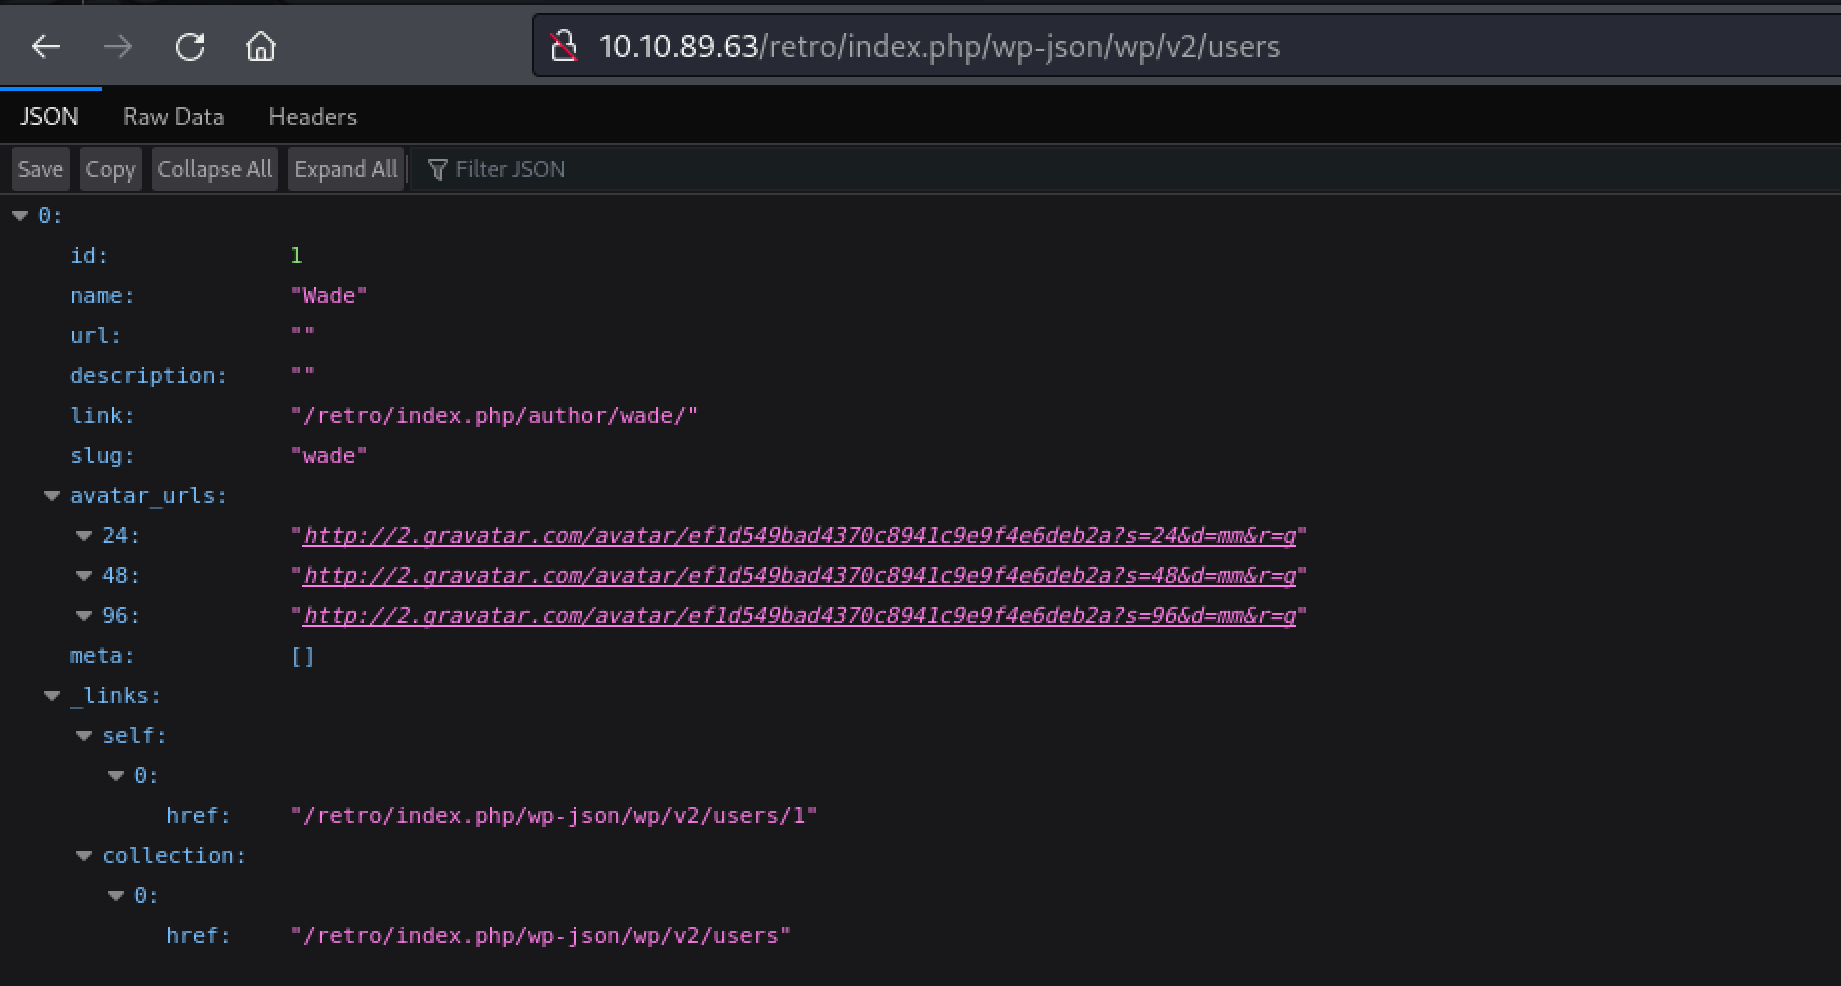 10.10.89.63/retro/index.php/wp-json/wp/v2/users
JSON Raw Data Headers
Save Copy Collapse All Expand All Filter JSON
0:
id: 1
name: "Wade"
url: ""
description: ""
link: "/retro/index.php/author/wade/"
slug: "wade"
avatar_urls:
24: "http://2.gravatar.com/avatar/ef1d549bad4370c8941c9e9f4e6deb2a?s=24&d=mm&r=g"
48: "http://2.gravatar.com/avatar/ef1d549bad4370c8941c9e9f4e6deb2a?s=48&d=mm&r=g"
96: "http://2.gravatar.com/avatar/ef1d549bad4370c8941c9e9f4e6deb2a?s=96&d=mm&r=g"
meta: []
_links:
self:
0:
href: "/retro/index.php/wp-json/wp/v2/users/1"
collection:
0:
href: "/retro/index.php/wp-json/wp/v2/users"